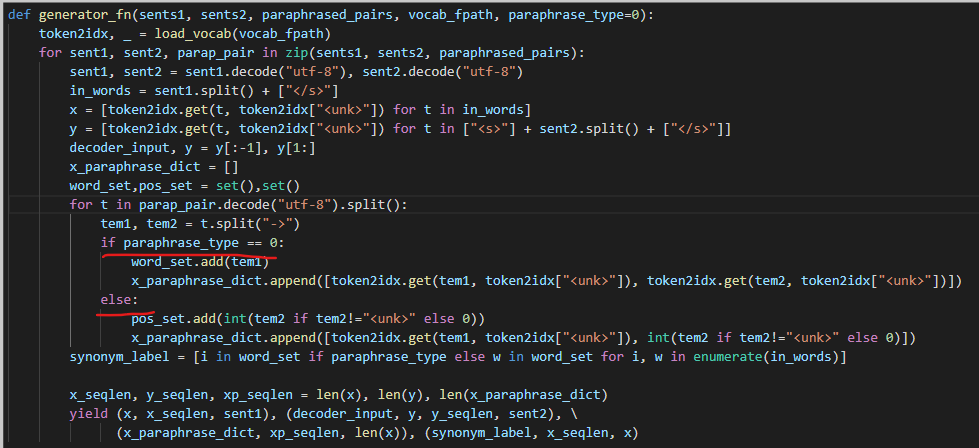 def generator_fn(sents1, sents2, paraphrased_pairs, vocab_fpath, paraphrase_type=0):
    token2idx, _ = load_vocab(vocab_fpath)
    for sent1, sent2, parap_pair in zip(sents1, sents2, paraphrased_pairs):
        sent1, sent2 = sent1.decode("utf-8"), sent2.decode("utf-8")
        in_words = sent1.split() + ["</s>"]
        x = [token2idx.get(t, token2idx["<unk>"]) for t in in_words]
        y = [token2idx.get(t, token2idx["<unk>"]) for t in ["<s>"] + sent2.split() + ["</s>"]]
        decoder_input, y = y[:-1], y[1:]
        x_paraphrase_dict = []
        word_set,pos_set = set(),set()
        for t in parap_pair.decode("utf-8").split():
            tem1, tem2 = t.split("->")
            if paraphrase_type == 0:
                word_set.add(tem1)
                x_paraphrase_dict.append([token2idx.get(tem1, token2idx["<unk>"]), token2idx.get(tem2, token2idx["<unk>"])])
            else:
                pos_set.add(int(tem2 if tem2!="<unk>" else 0))
                x_paraphrase_dict.append([token2idx.get(tem1, token2idx["<unk>"]), int(tem2 if tem2!="<unk>" else 0)])
        synonym_label = [i in word_set if paraphrase_type else w in word_set for i, w in enumerate(in_words)]
        x_seqlen, y_seqlen, xp_seqlen = len(x), len(y), len(x_paraphrase_dict)
        yield (x, x_seqlen, sent1), (decoder_input, y, y_seqlen, sent2), \
              (x_paraphrase_dict, xp_seqlen, len(x)), (synonym_label, x_seqlen, x)